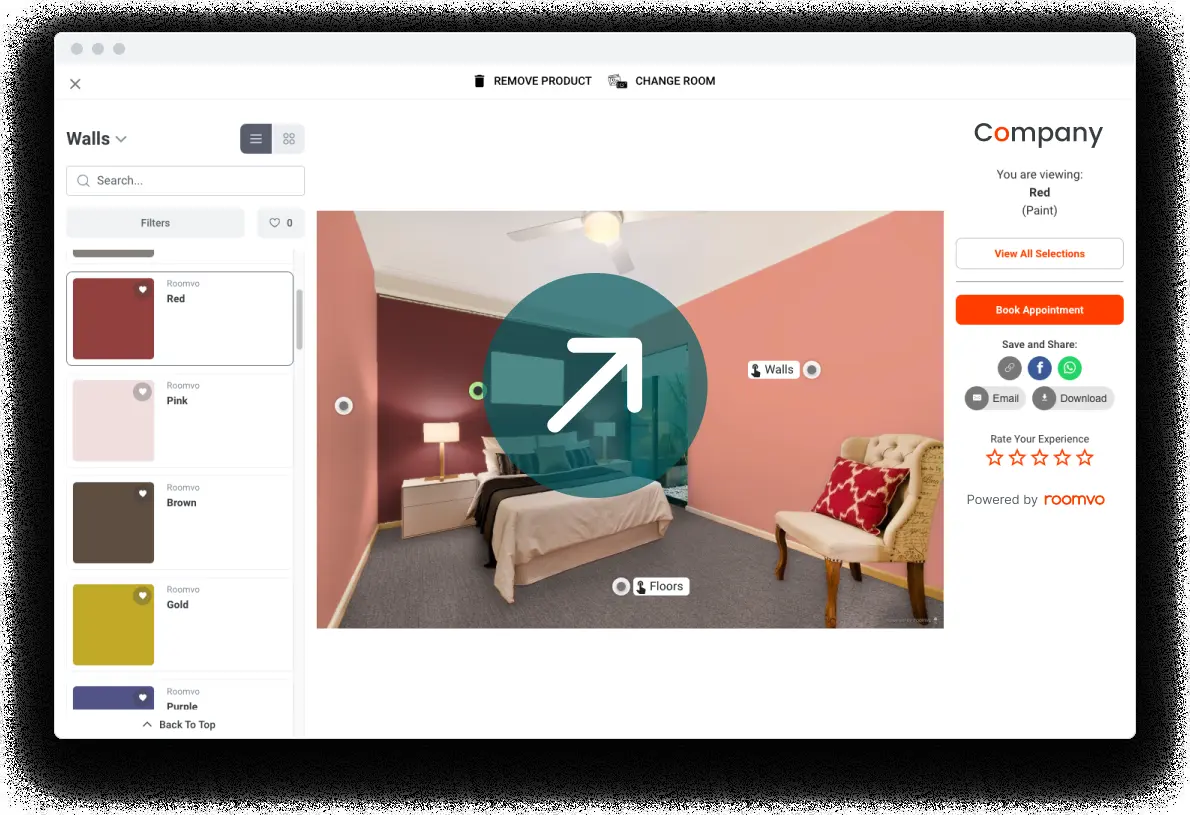 REMOVE PRODUCT
CHANGE ROOM
Walls
Search...
Filters
0
Roomvo
Red
Roomvo
Pink
Roomvo
Brown
Roomvo
Gold
Roomvo
Purple
Back To Top
Walls
Floors
Company
You are viewing:
Red
(Paint)
View All Selections
Book Appointment
Save and Share:
Email
Download
Rate Your Experience
Powered by roomvo